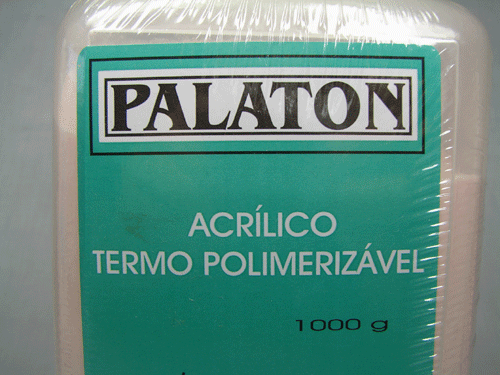 PALATON
ACRÍLICO
TERMO POLIMERIZÁVEL
1000 g